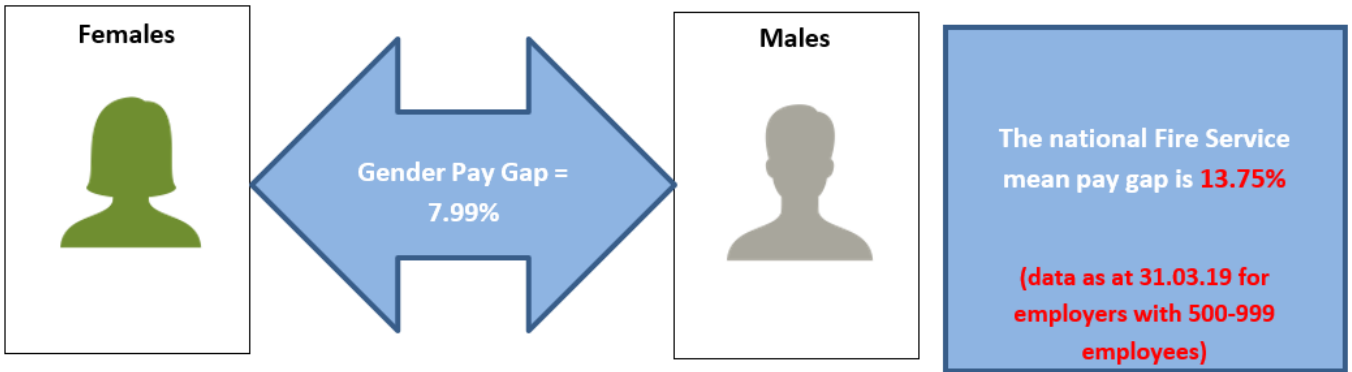 Females
Gender Pay Gap =
7.99%
Males
The national Fire Service
mean pay gap is 13.75%
(data as at 31.03.19 for
employers with 500-999
employees)